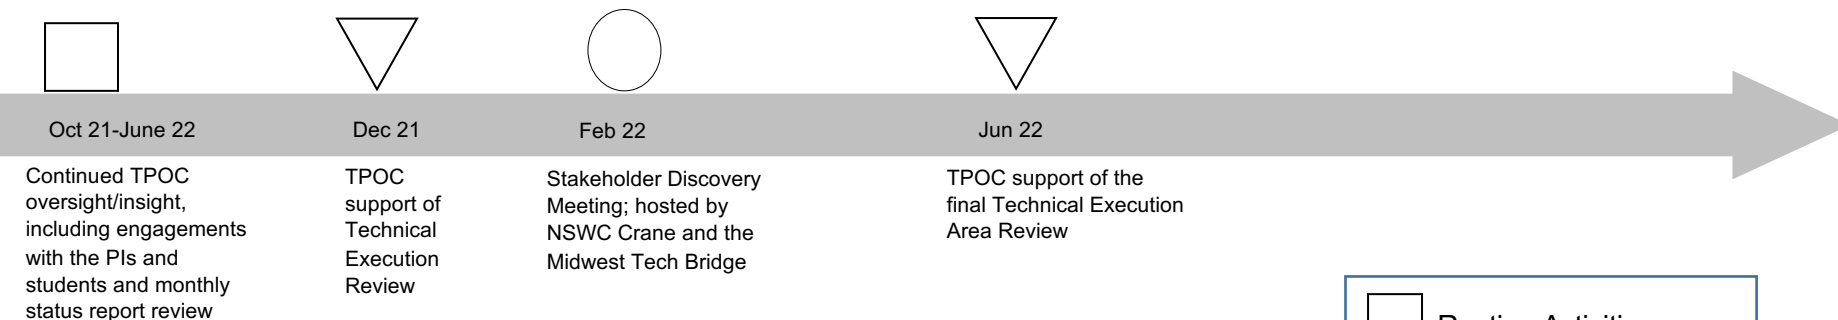 Oct 21-June 22
Dec 21
Feb 22
Jun 22
Continued TPOC
oversight/insight,
including engagements
with the PIs and
students and monthly
status report review
TPOC
support of
Technical
Execution
Review
Stakeholder Discovery
Meeting; hosted by
NSWC Crane and the
Midwest Tech Bridge
TPOC support of the
final Technical Execution
Area Review